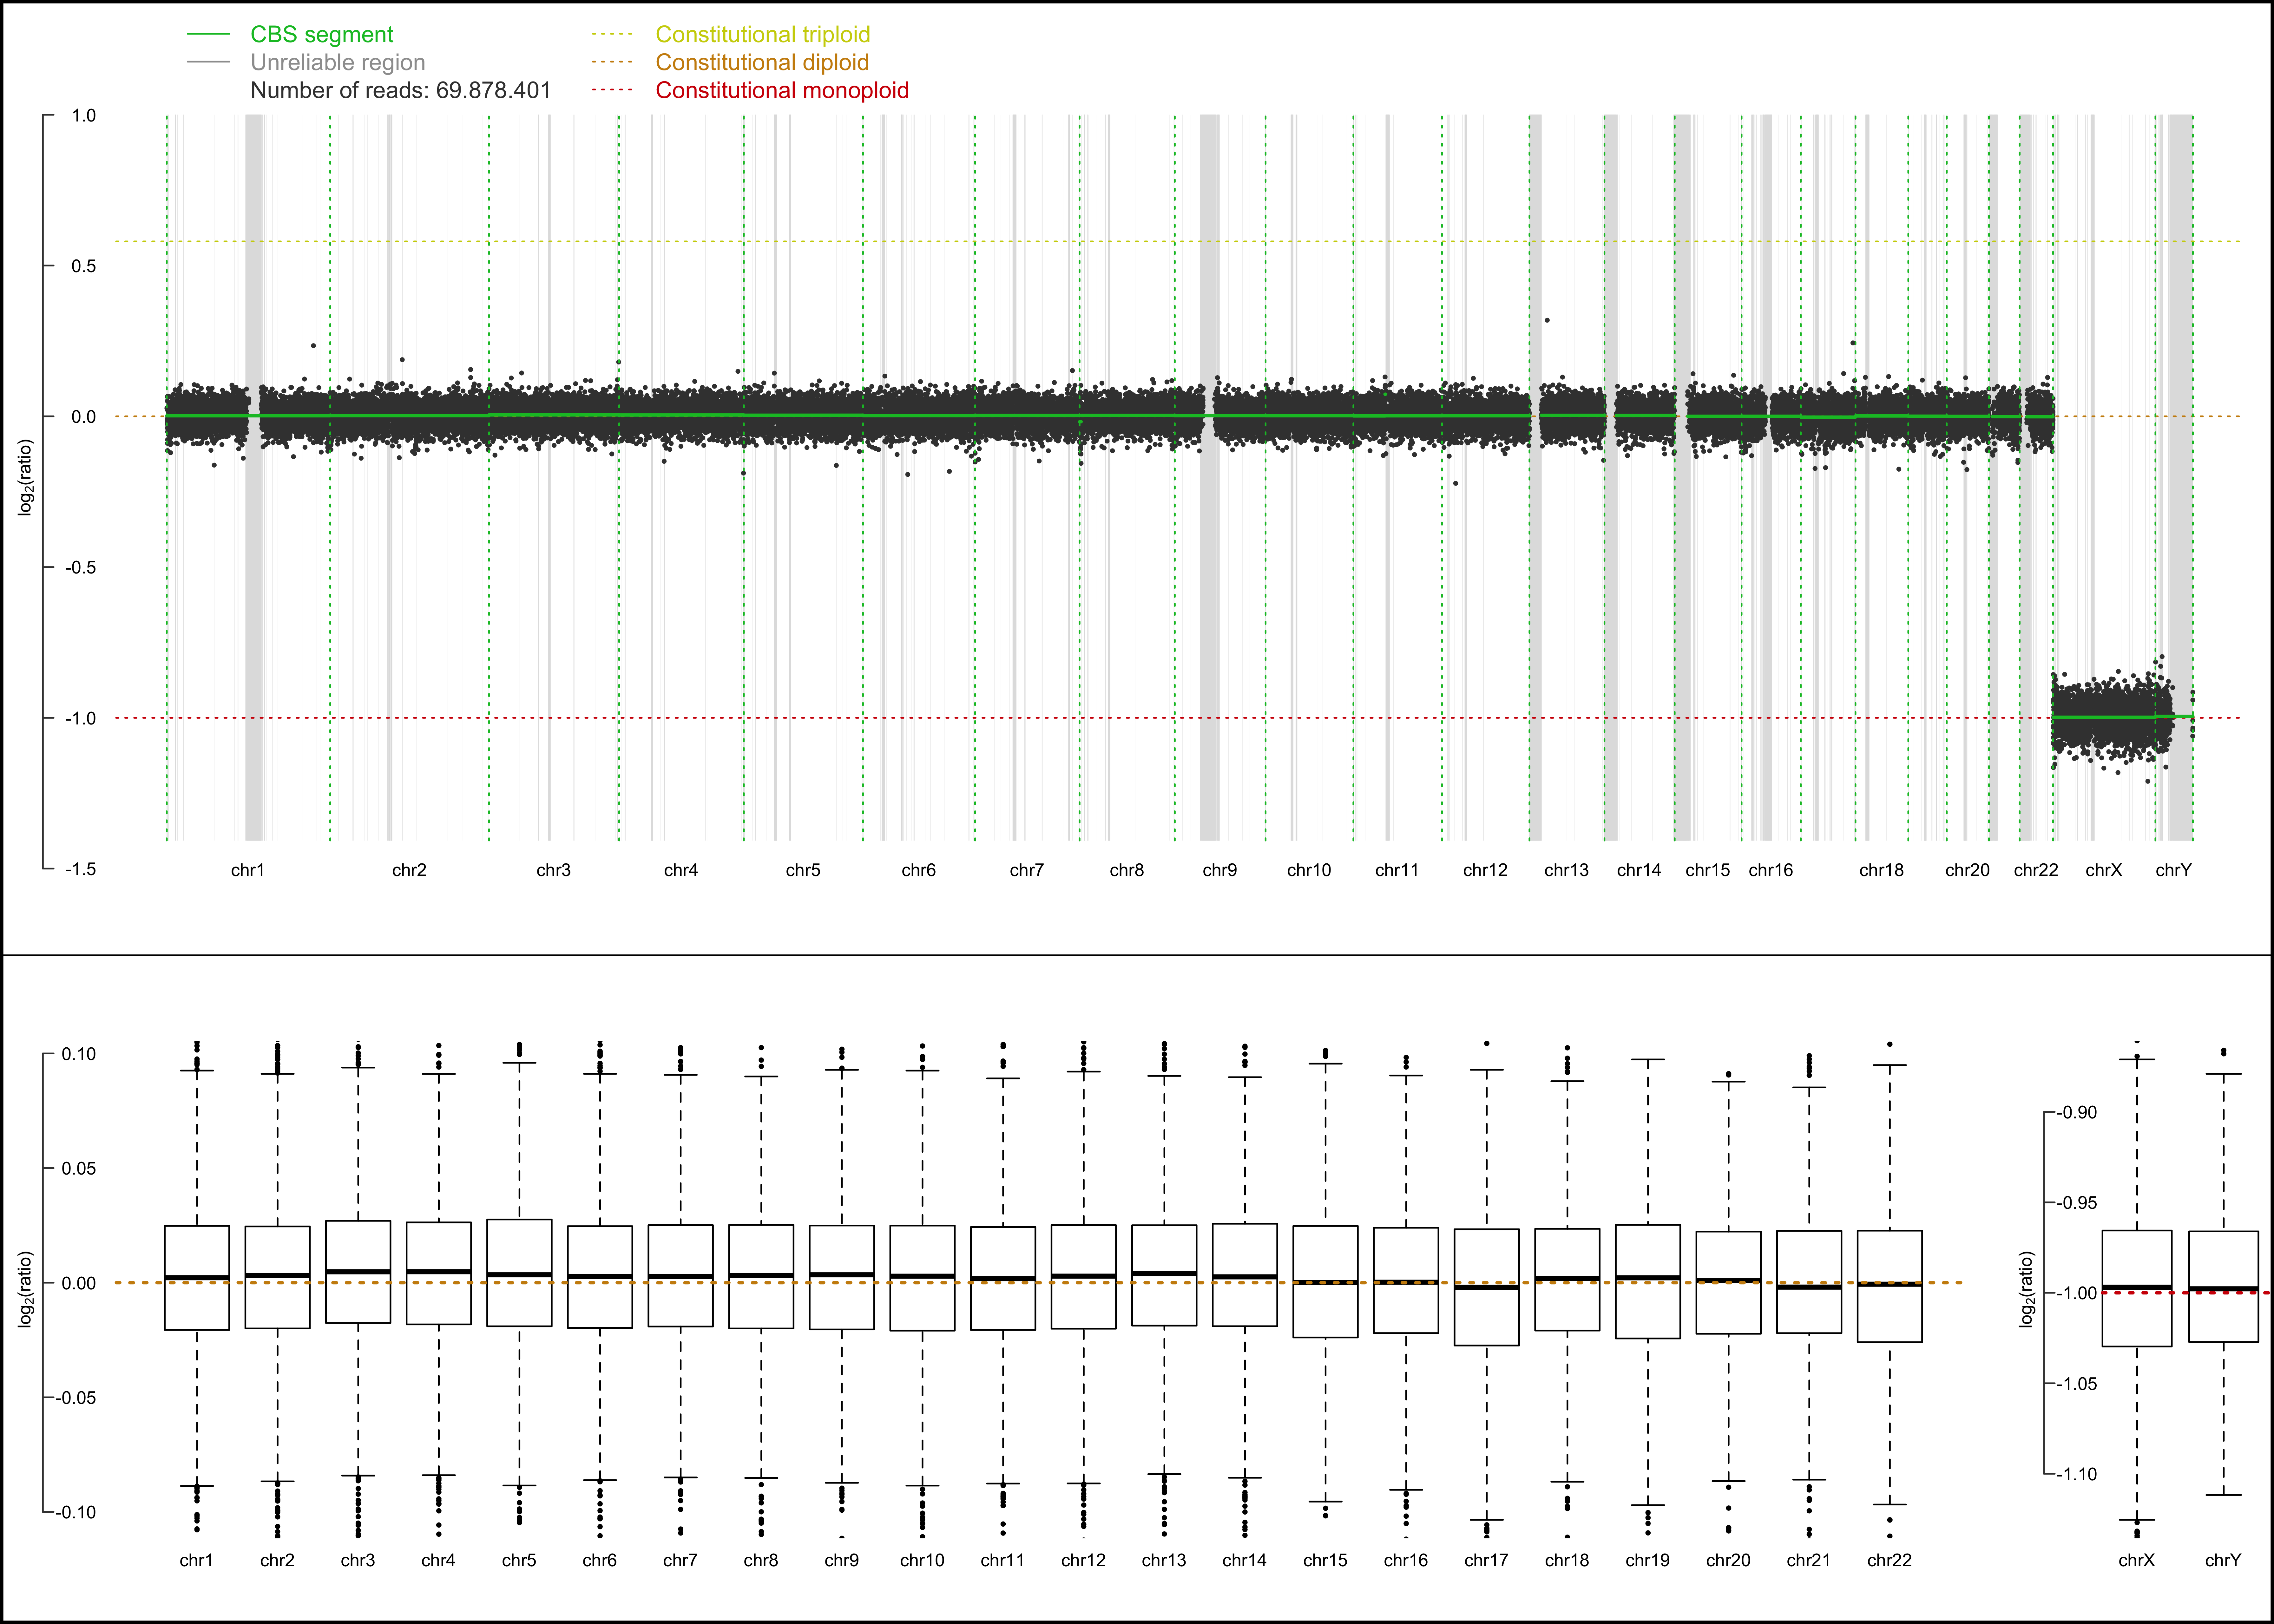 CBS segment
Unreliable region
Number of reads: 69.878.401
Constitutional triploid
Constitutional diploid
Constitutional monoploid
1.0
0.5
0.0
-0.5
-1.0
-1.5
log2(ratio)
chr1 chr2 chr3 chr4 chr5 chr6 chr7 chr8 chr9 chr10 chr11 chr12 chr13 chr14 chr15 chr16 chr18 chr20 chr22 chrX chrY
0.10
0.05
0.00
-0.05
-0.10
log2(ratio)
chr1 chr2 chr3 chr4 chr5 chr6 chr7 chr8 chr9 chr10 chr11 chr12 chr13 chr14 chr15 chr16 chr17 chr18 chr19 chr20 chr21 chr22
-0.90
-0.95
-1.00
-1.05
-1.10
log2(ratio)
chrX chrY